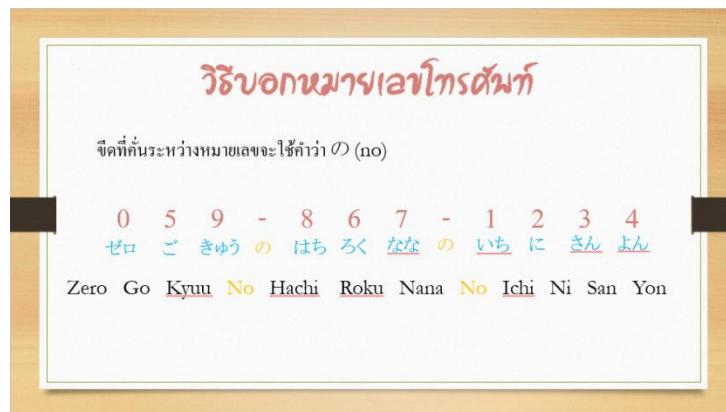 วิธีบอกหมายเลขโทรศัพท์
ขีดที่คั่นระหว่างหมายเลขจะใช้คำว่า の (no)
0 5 9 - 8 6 7 - 1 2 3 4
ゼロ ご きゅう の はち ろく なな の いち に さん よん
Zero Go Kyuu No Hachi Roku Nana No Ichi Ni San Yon